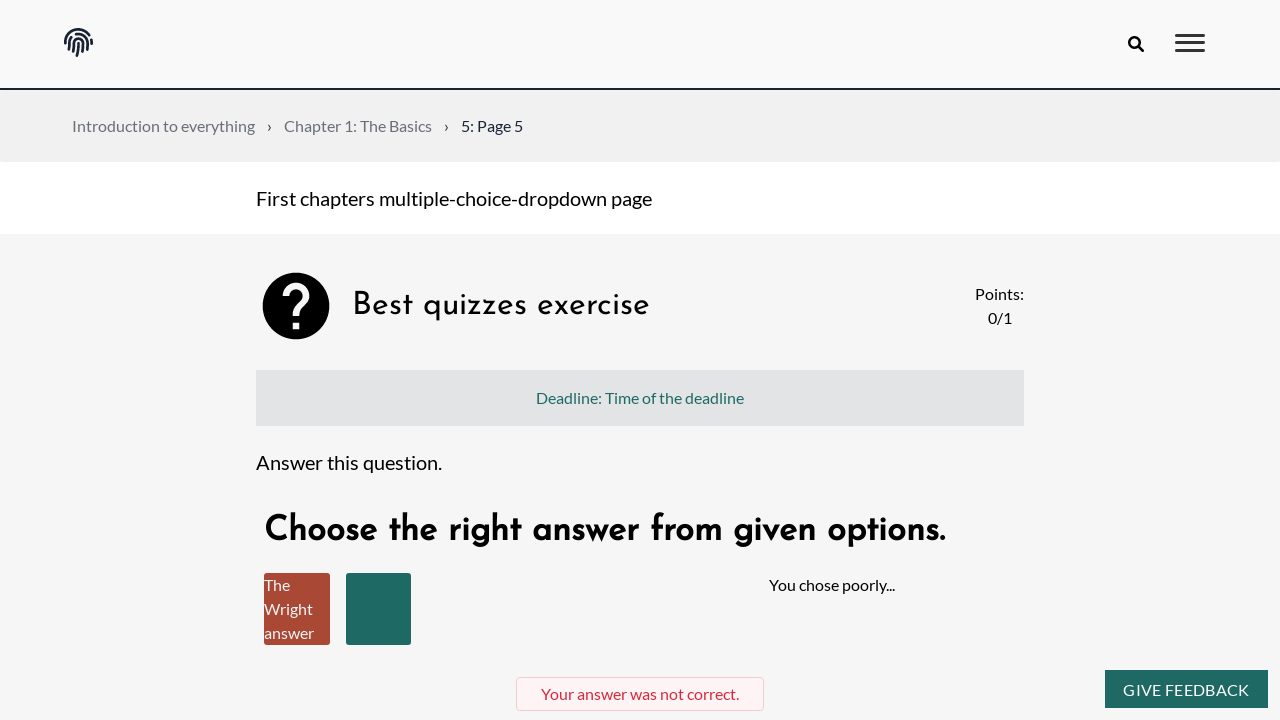 Introduction to everything › Chapter 1: The Basics › 5: Page 5
First chapters multiple-choice-dropdown page
Best quizzes exercise
Points:
0/1
Deadline: Time of the deadline
Answer this question.
Choose the right answer from given options.
The
Wright
answer
You chose poorly...
Your answer was not correct.
GIVE FEEDBACK